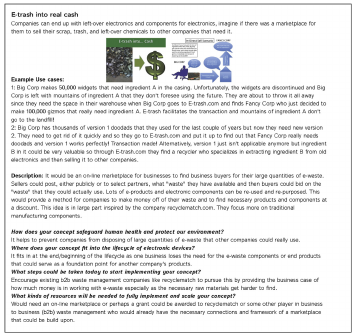 E-trash into real cash
Companies can end up with left-over electronics and components for electronics, imagine if there was a marketplace for
them to sell their scrap, trash, and left-over chemicals to other companies that need it.
Example Use cases:
1: Big Corp makes 50,000 widgets that need ingredient A in the casing. Unfortunately, the widgets are discontinued and Big
Corp is left with mountains of ingredient A that they don't foresee using the future. They are about to throw it all away
since they need the space in their warehouse when Big Corp goes to E-trash.com and finds Fancy Corp who just decided to
make 100,000 gizmos that really need ingredient A. E-trash facilitates the transaction and mountains of ingredient A don't
go to the landfill!
2: Big Corp has thousands of version 1 doodads that they used for the last couple of years but now they need new version
2. They need to get rid of it quickly and so they go to E-trash.com and put it up to find out that Fancy Corp really needs
doodads and version 1 works perfectly! Transaction made! Alternatively, version 1 just isn't applicable anymore but ingredient
B in it could be very valuable so through E-trash.com they find a recycler who specializes in extracting ingredient B from old
electronics and then selling it to other companies.
Description: It would be an on-line marketplace for businesses to find business buyers for their large quantities of e-waste.
Sellers could post, either publicly or to select partners, what "waste" they have available and then buyers could bid on the
"waste" that they could actually use. Lots of e-products and electronic components can be re-used and re-purposed. This
would provide a method for companies to make money off of their waste and to find necessary products and components at
a discount. This idea is in large part inspired by the company recyclematch.com. They focus more on traditional
manufacturing components.
How does your concept safeguard human health and protect our environment?
It helps to prevent companies from disposing of large quantities of e-waste that other companies could really use.
Where does your concept fit into the lifecycle of electronic devices?
It fits in at the end/beginning of the lifecycle as one business loses the need for the e-waste components or end products
that could serve as a foundation point for another company's products.
What steps could be taken today to start implementing your concept?
Encourage existing b2b waste management companies like recyclematch to pursue this by providing the business case of
how much money is in working with e-waste especially as the necessary raw materials get harder to find.
What kinds of resources will be needed to fully implement and scale your concept?
Would need an on-line marketplace or perhaps a grant could be awarded to recyclematch or some other player in business
to business (b2b) waste management who would already have the necessary connections and framework of a marketplace
that could be build upon.